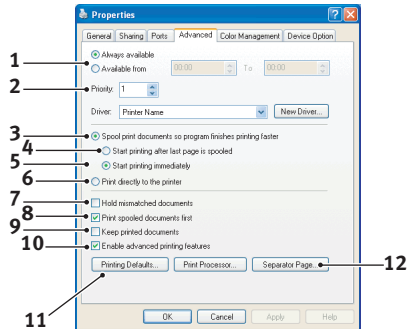 Properties
General Sharing Ports Advanced Color Management Device Option
1 Always available
Available from 00:00 To 00:00
2 Priority: 1
Driver: Printer Name New Driver...
3 Spool print documents so program finishes printing faster
4 Start printing after last page is spooled
5 Start printing immediately
6 Print directly to the printer
7 Hold mismatched documents
8 Print spooled documents first
9 Keep printed documents
10 Enable advanced printing features
Printing Defaults... Print Processor... Separator Page... 12
11
OK Cancel Apply Help